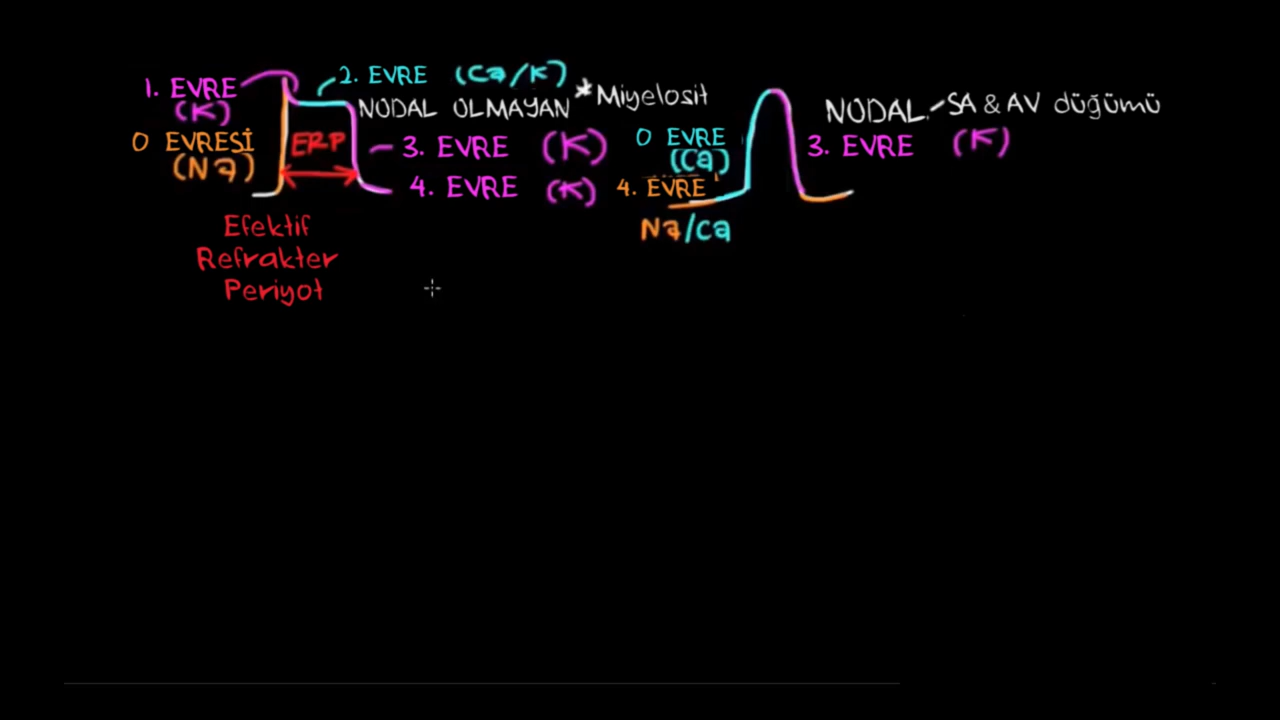 1. EVRE
(K)
0 EVRESİ
(Na)
2. EVRE (Ca/K)
NODAL OLMAYAN *Miyelosit
ERP
3. EVRE (K)
4. EVRE (K)
Efektif
Refrakter
Periyot
0 EVRE
(Ca)
4. EVRE
Na/Ca
NODAL - SA & AV düğümü
3. EVRE (K)